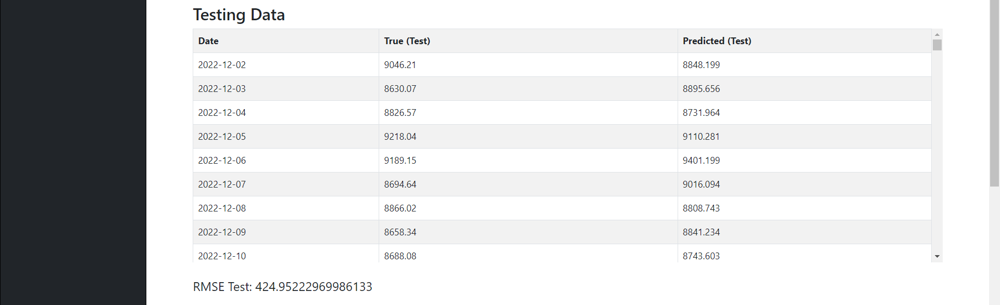 Testing Data
Date True (Test) Predicted (Test)
2022-12-02 9046.21 8848.199
2022-12-03 8630.07 8895.656
2022-12-04 8826.57 8731.964
2022-12-05 9218.04 9110.281
2022-12-06 9189.15 9401.199
2022-12-07 8694.64 9016.094
2022-12-08 8866.02 8808.743
2022-12-09 8658.34 8841.234
2022-12-10 8688.08 8743.603
RMSE Test: 424.95222969986133